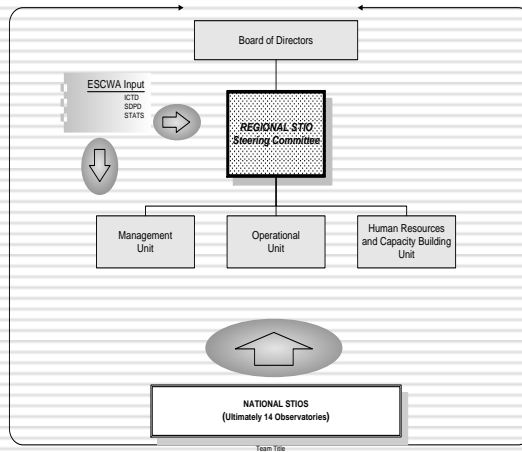 Board of Directors
ESCWA Input
ICTD
SDPD
STATS
REGIONAL STIO
Steering Committee
Management
Unit
Operational
Unit
Human Resources
and Capacity Building
Unit
NATIONAL STIOS
(Ultimately 14 Observatories)
Team Title